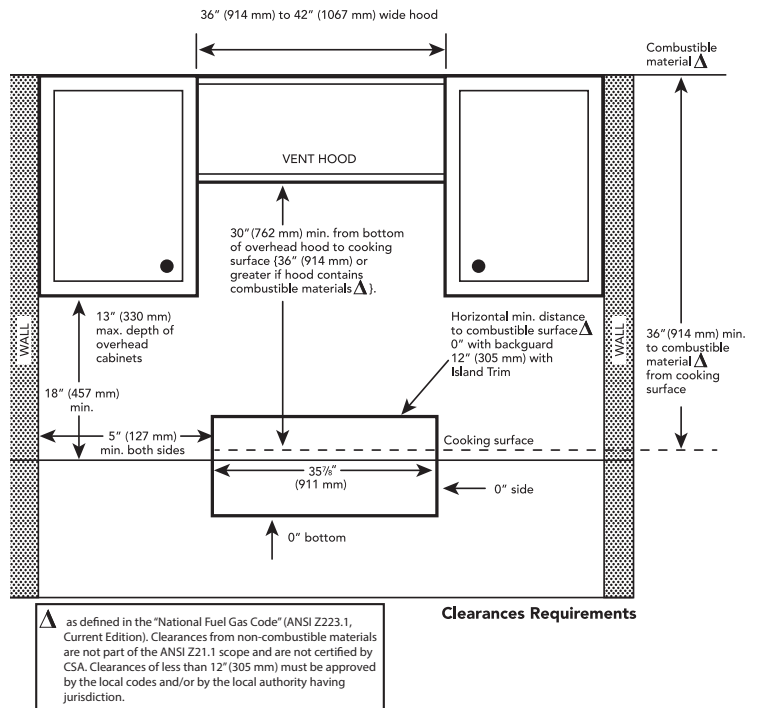 36” (914 mm) to 42” (1067 mm) wide hood
Combustible
material Δ
VENT HOOD
30” (762 mm) min. from bottom
of overhead hood to cooking
surface {36” (914 mm) or
greater if hood contains
combustible materials Δ }.
13” (330 mm)
max. depth of
overhead
cabinets
Horizontal min. distance
to combustible surface Δ
0” with backguard
12” (305 mm) with
Island Trim
WALL
WALL
36” (914 mm) min.
to combustible
material Δ
from cooking
surface
18” (457 mm)
min.
5” (127 mm)
min. both sides
Cooking surface
35⅞”
(911 mm)
0” side
0” bottom
Clearances Requirements
Δ as defined in the “National Fuel Gas Code” (ANSI Z223.1,
Current Edition). Clearances from non-combustible materials
are not part of the ANSI Z21.1 scope and are not certified by
CSA. Clearances of less than 12” (305 mm) must be approved
by the local codes and/or by the local authority having
jurisdiction.